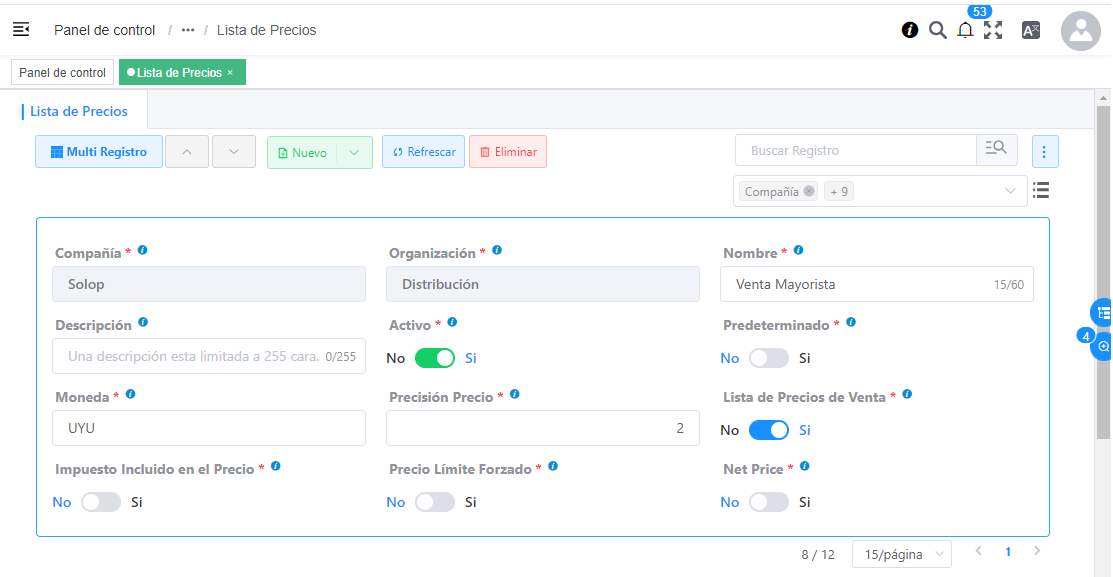 Panel de control / ••• / Lista de Precios
53
Panel de control
Lista de Precios ×
Lista de Precios
Multi Registro
Nuevo
Refrescar
Eliminar
Buscar Registro
Compañía
+ 9
Compañía * Organización * Nombre *
Solop Distribución Venta Mayorista 15/60
Descripción Activo * Predeterminado *
Una descripción esta limitada a 255 cara. 0/255 No Si No Si
4
Moneda * Precisión Precio * Lista de Precios de Venta *
UYU 2 No Si
Impuesto Incluido en el Precio * Precio Límite Forzado * Net Price *
No Si No Si No Si
8 / 12 15/página 1